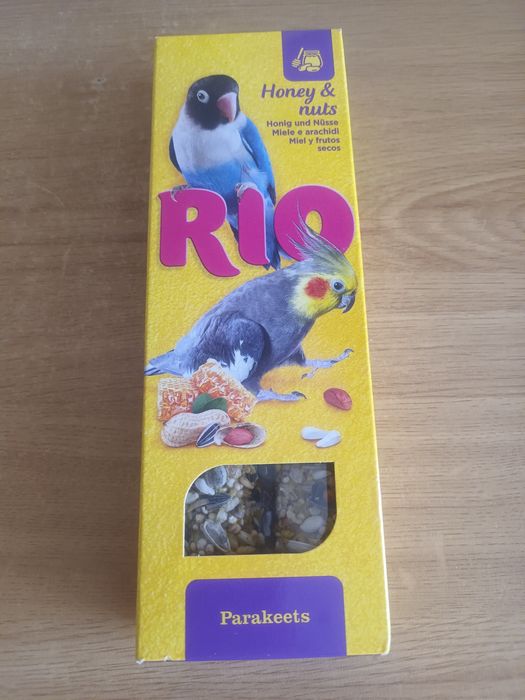 Honey &
nuts
Honig und Nüsse
Miele e arachidi
Miel y frutos
secos
RIO
Parakeets